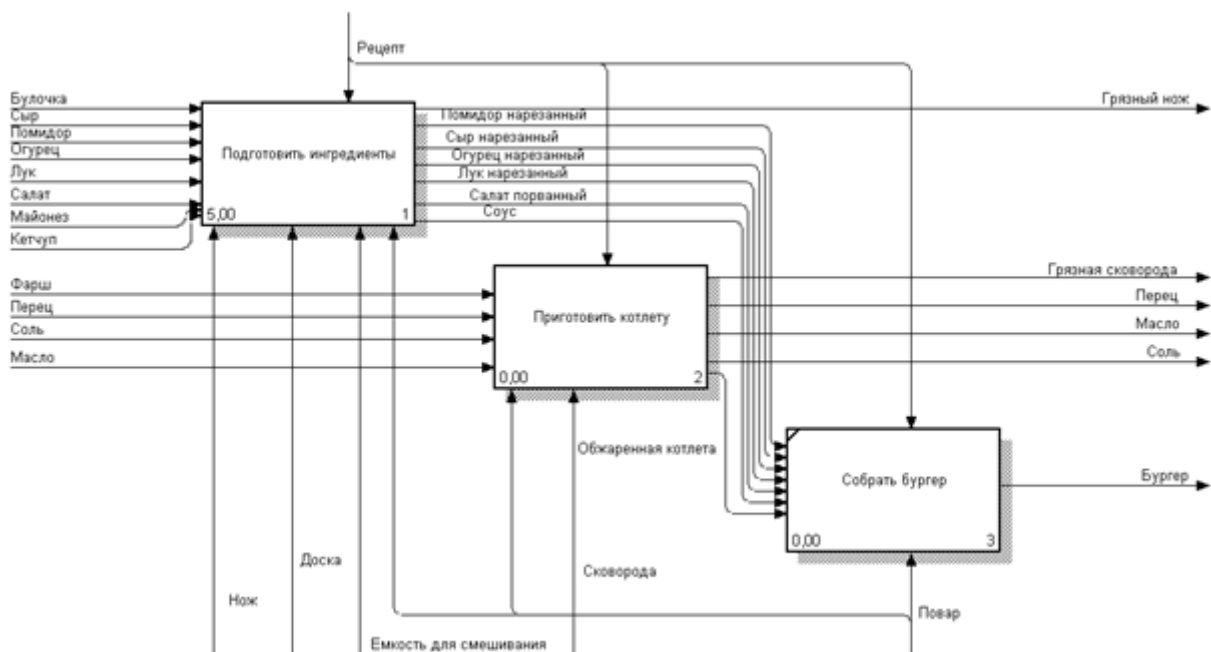 Рецепт
Булочка
Сыр
Помидор
Огурец
Лук
Салат
Майонез
Кетчуп
Подготовить ингредиенты
5,00
1
Грязный нож
Помидор нарезанный
Сыр нарезанный
Огурец нарезанный
Лук нарезанный
Салат порванный
Соус
Фарш
Перец
Соль
Масло
Приготовить котлету
0,00
2
Грязная сковорода
Перец
Масло
Соль
Обжаренная котлета
Собрать бургер
0,00
3
Бургер
Доска
Нож
Сковорода
Повар
Емкость для смешивания